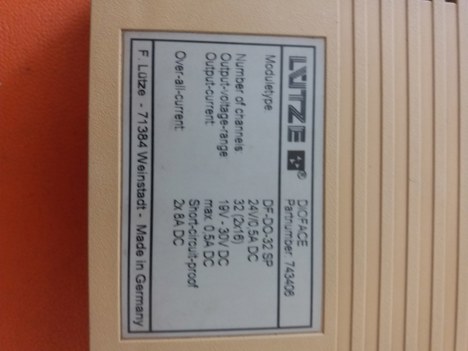 LÜTZE ®
DIOFACE
Partnumber: 743406
Moduletype DF-DO-32 SP
24V/0,5A DC
Number of channels 32 (2x16)
Output-voltage-range 19V - 30V DC
Output-current: max. 0.5A DC
Short-circuit-proof
Over-all-current: 2x 8A DC
F. Lütze - 71384 Weinstadt - Made in Germany